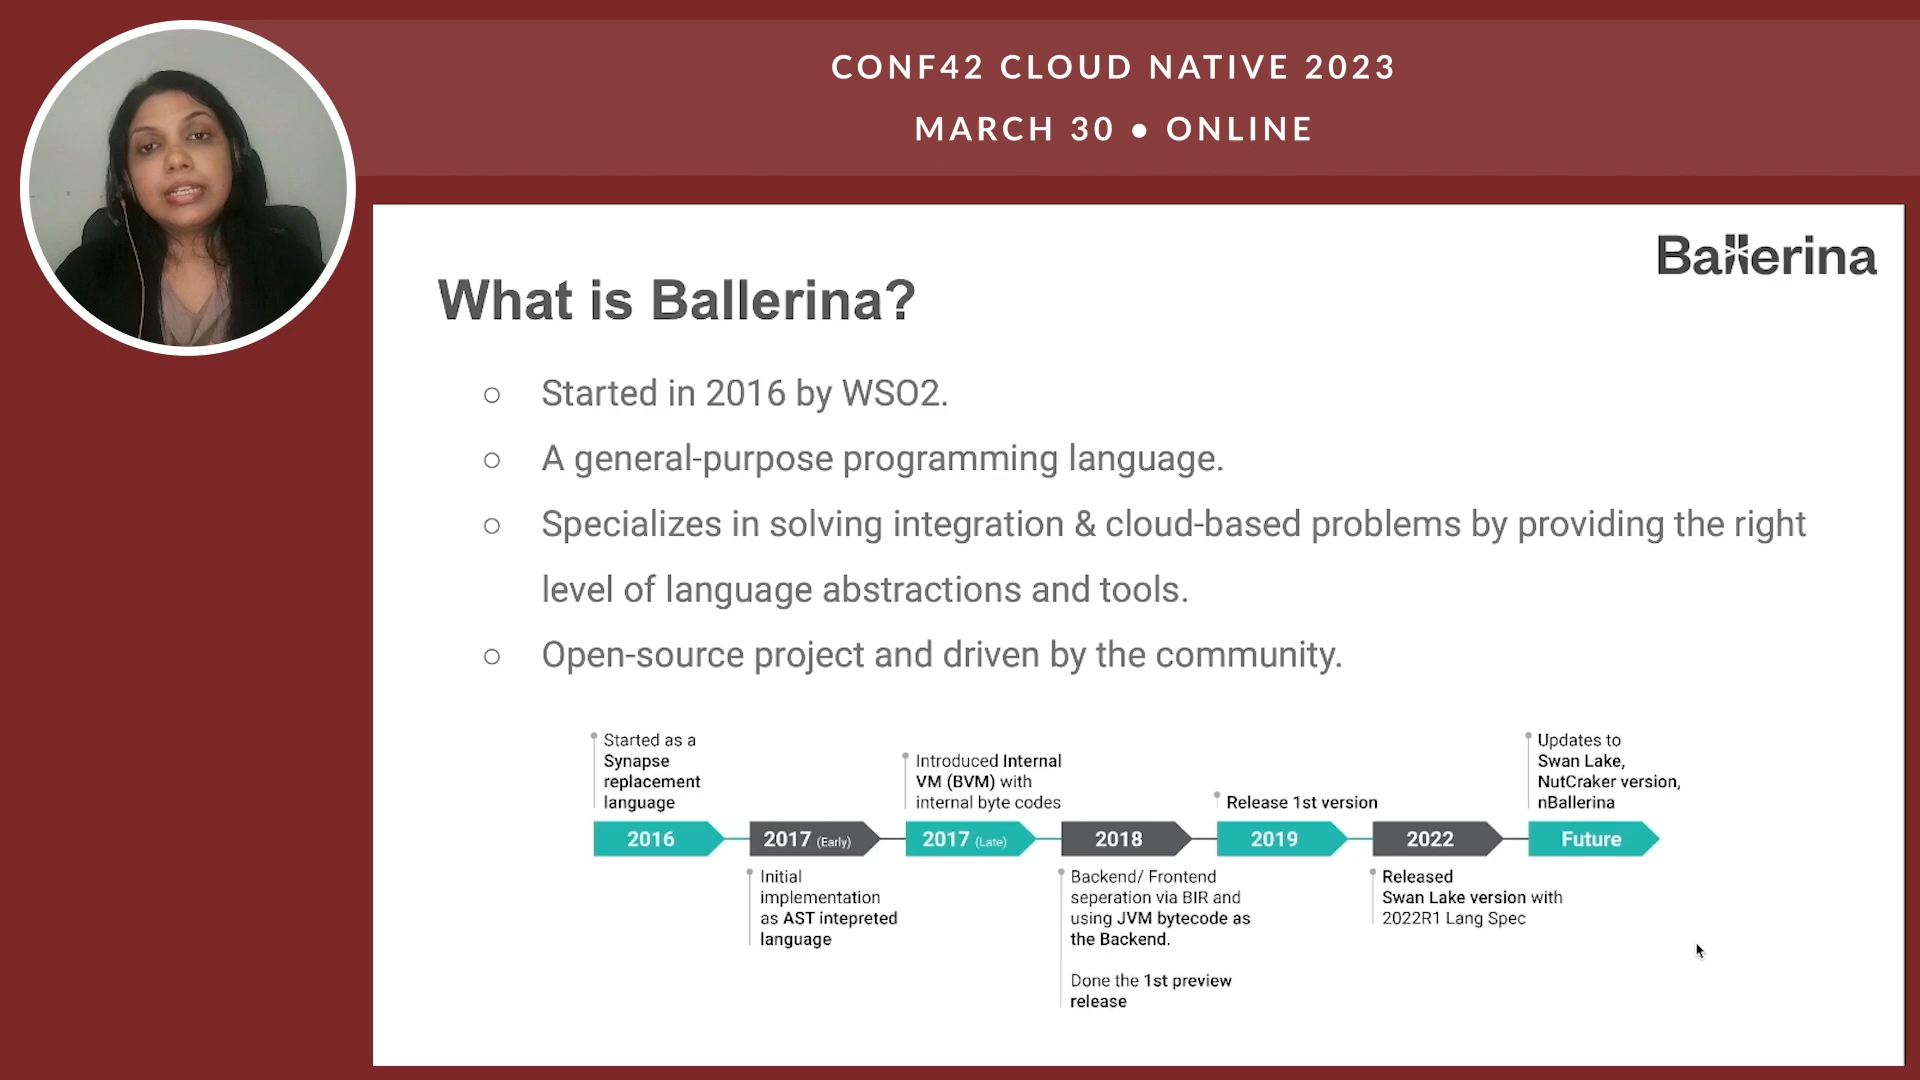 CONF42 CLOUD NATIVE 2023
MARCH 30 • ONLINE
Ballerina
What is Ballerina?
○ Started in 2016 by WSO2.
○ A general-purpose programming language.
○ Specializes in solving integration & cloud-based problems by providing the right
level of language abstractions and tools.
○ Open-source project and driven by the community.
Started as a
Synapse
replacement
language
Introduced Internal
VM (BVM) with
internal byte codes
Release 1st version
Updates to
Swan Lake,
NutCraker version,
nBallerina
2016
2017 (Early)
2017 (Late)
2018
2019
2022
Future
Initial
implementation
as AST intepreted
language
Backend/ Frontend
seperation via BIR and
using JVM bytecode as
the Backend.
Done the 1st preview
release
Released
Swan Lake version with
2022R1 Lang Spec